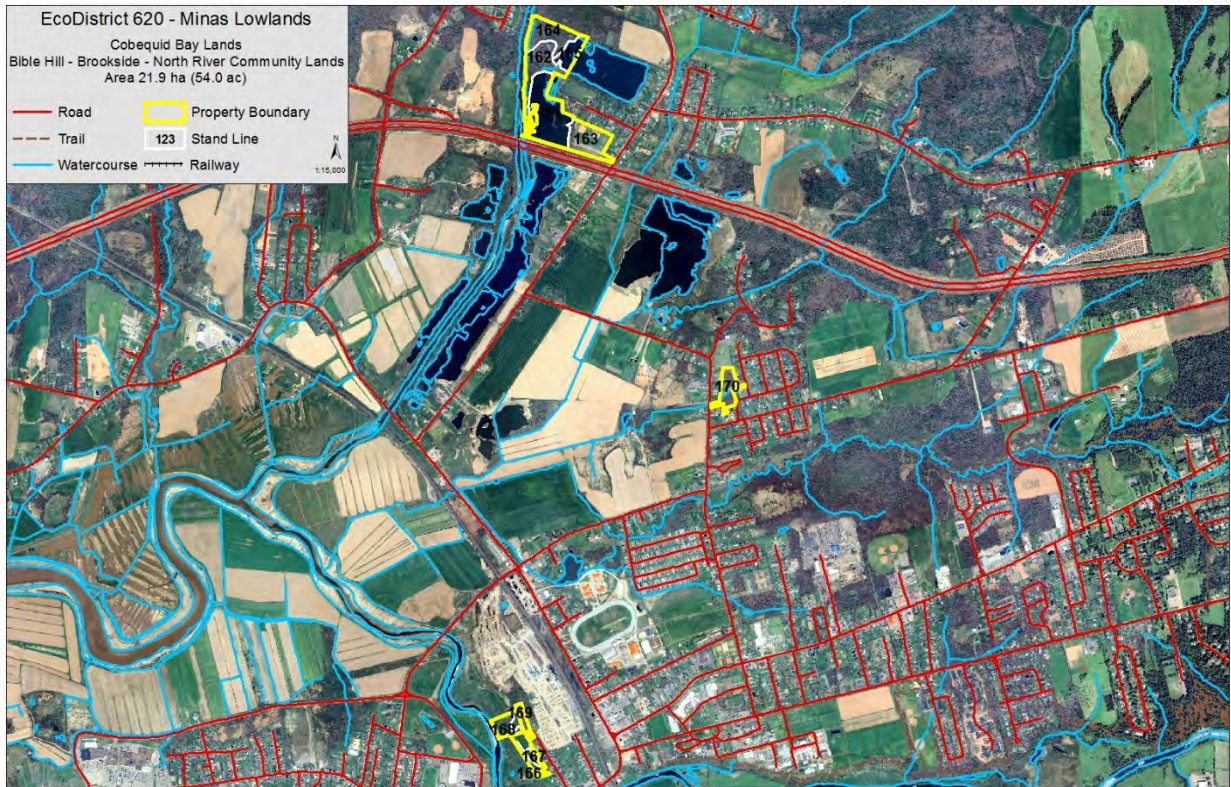 EcoDistrict 620 - Minas Lowlands
Cobequid Bay Lands
Bible Hill - Brookside - North River Community Lands
Area 21.9 ha (54.0 ac)
Road
Property Boundary
Trail
123 Stand Line
N
Watercourse
Railway
1:15,000
164
162
163
170
169
168
167
166